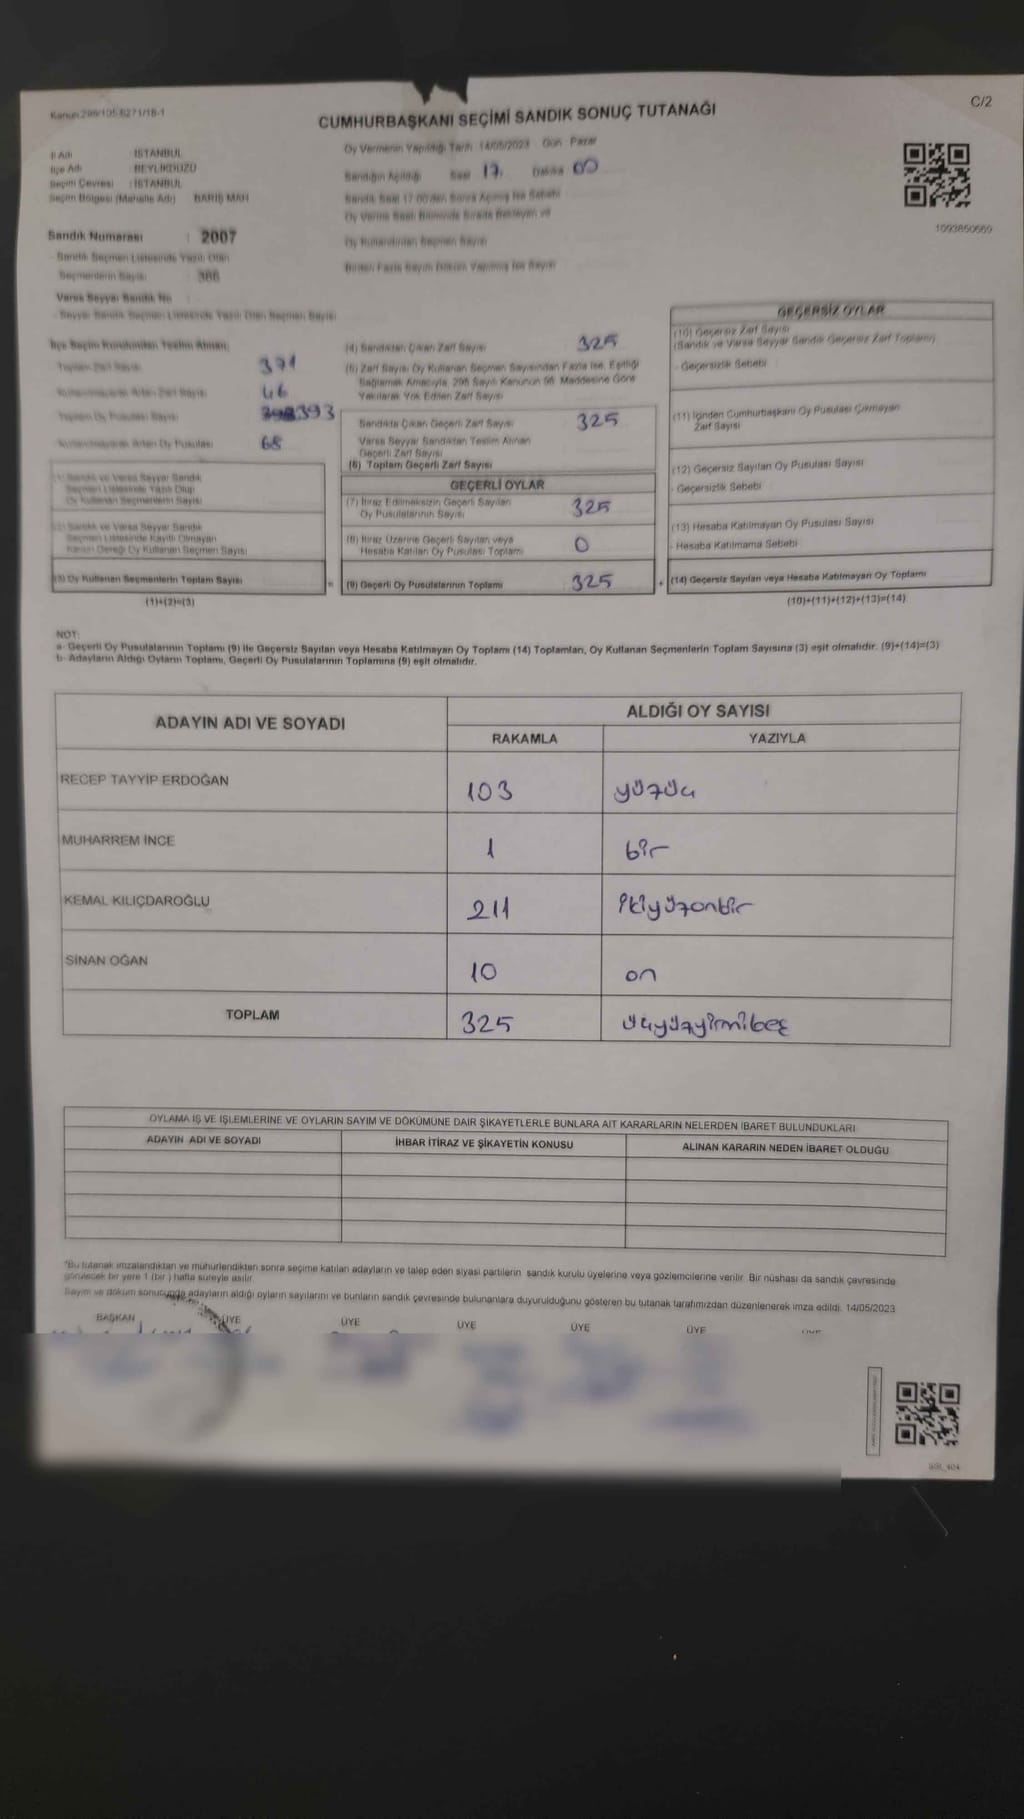 Kanun:298/105,6271/18-1
C/2
CUMHURBAŞKANI SEÇİMİ SANDIK SONUÇ TUTANAĞI
İl Adı : İSTANBUL
İlçe Adı : BEYLİKDÜZÜ
Seçim Çevresi : İSTANBUL
Seçim Bölgesi (Mahalle Adı) BARIŞ MAH
Sandık Numarası : 2007
Sandık Seçmen Listesinde Yazılı Olan
Seçmenlerin Sayısı : 386
Varsa Seyyar Sandık No
- Seyyar Sandık Seçmen Listesinde Yazılı Olan Seçmen Sayısı
Oy Vermenin Yapıldığı Tarih 14/05/2023 Gün Pazar
Sandığın Açıldığı Saat 17 Dakika 00
Sandık Saat 17.00'den Sonra Açılmış İse Sebebi
Oy Verme Saati Bitiminde Sırada Bekleyen ve
Oy Kullandırılan Seçmen Sayısı
Birden Fazla Sayım Döküm Yapılmış İse Sayısı
1093850669
İlçe Seçim Kurulundan Teslim Alınan;
Toplam Zarf Sayısı 371
Kullanılmayarak Artan Zarf Sayısı 46
Toplam Oy Pusulası Sayısı 393
Kullanılmayarak Artan Oy Pusulası 68
(1) Sandık ve Varsa Seyyar Sandık
Seçmen Listesinde Yazılı Olup
Oy Kullanan Seçmenlerin Sayısı
(2) Sandık ve Varsa Seyyar Sandık
Seçmen Listesinde Kayıtlı Olmayan
Kanun Gereği Oy Kullanan Seçmen Sayısı
(3) Oy Kullanan Seçmenlerin Toplam Sayısı
(1)+(2)=(3)
(4) Sandıktan Çıkan Zarf Sayısı 325
(5) Zarf Sayısı Oy Kullanan Seçmen Sayısından Fazla İse, Eşitliği
Sağlamak Amacıyla, 298 Sayılı Kanunun 98. Maddesine Göre
Yakılarak Yok Edilen Zarf Sayısı
Sandıkta Çıkan Geçerli Zarf Sayısı 325
Varsa Seyyar Sandıktan Teslim Alınan
Geçerli Zarf Sayısı
(6) Toplam Geçerli Zarf Sayısı
GEÇERLİ OYLAR
(7) İtiraz Edilmeksizin Geçerli Sayılan
Oy Pusulalarının Sayısı 325
(8) İtiraz Üzerine Geçerli Sayılan veya
Hesaba Katılan Oy Pusulası Toplamı 0
= (9) Geçerli Oy Pusulalarının Toplamı 325
GEÇERSİZ OYLAR
(10) Geçersiz Zarf Sayısı
(Sandık ve Varsa Seyyar Sandık Geçersiz Zarf Toplamı)
- Geçersizlik Sebebi
(11) İçinden Cumhurbaşkanı Oy Pusulası Çıkmayan
Zarf Sayısı
(12) Geçersiz Sayılan Oy Pusulası Sayısı
- Geçersizlik Sebebi
(13) Hesaba Katılmayan Oy Pusulası Sayısı
- Hesaba Katılmama Sebebi
+ (14) Geçersiz Sayılan veya Hesaba Katılmayan Oy Toplamı
(10)+(11)+(12)+(13)=(14)
NOT:
a- Geçerli Oy Pusulalarının Toplamı (9) ile Geçersiz Sayılan veya Hesaba Katılmayan Oy Toplamı (14) Toplamları, Oy Kullanan Seçmenlerin Toplam Sayısına (3) eşit olmalıdır. (9)+(14)=(3)
b- Adayların Aldığı Oyların Toplamı, Geçerli Oy Pusulalarının Toplamına (9) eşit olmalıdır.
ADAYIN ADI VE SOYADI
ALDIĞI OY SAYISI
RAKAMLA YAZIYLA
RECEP TAYYİP ERDOĞAN 103 yüzüç
MUHARREM İNCE 1 bir
KEMAL KILIÇDAROĞLU 211 ikiyüzonbir
SİNAN OĞAN 10 on
TOPLAM 325 üçyüzyirmibeş
OYLAMA İŞ VE İŞLEMLERİNE VE OYLARIN SAYIM VE DÖKÜMÜNE DAİR ŞİKAYETLERLE BUNLARA AİT KARARLARIN NELERDEN İBARET BULUNDUKLARI
ADAYIN ADI VE SOYADI İHBAR İTİRAZ VE ŞİKAYETİN KONUSU ALINAN KARARIN NEDEN İBARET OLDUĞU
*Bu tutanak imzalandıktan ve mühürlendikten sonra seçime katılan adayların ve talep eden siyasi partilerin sandık kurulu üyelerine veya gözlemcilerine verilir. Bir nüshası da sandık çevresinde
görülecek bir yere 1 (bir ) hafta süreyle asılır.
Sayım ve döküm sonucunda adayların aldığı oyların sayılarını ve bunların sandık çevresinde bulunanlara duyurulduğunu gösteren bu tutanak tarafımızdan düzenlenerek imza edildi. 14/05/2023
BAŞKAN ÜYE ÜYE ÜYE ÜYE ÜYE